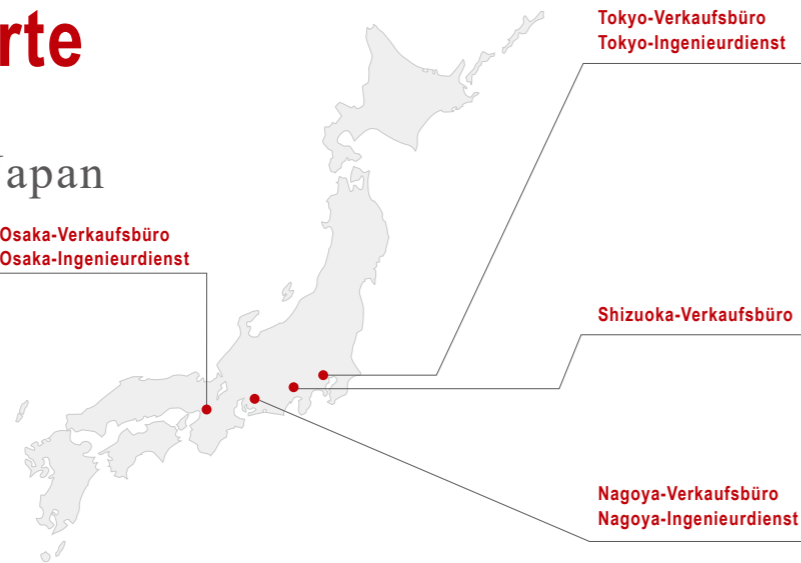 rte
Japan
Tokyo-Verkaufsbüro
Tokyo-Ingenieurdienst
Osaka-Verkaufsbüro
Osaka-Ingenieurdienst
Shizuoka-Verkaufsbüro
Nagoya-Verkaufsbüro
Nagoya-Ingenieurdienst